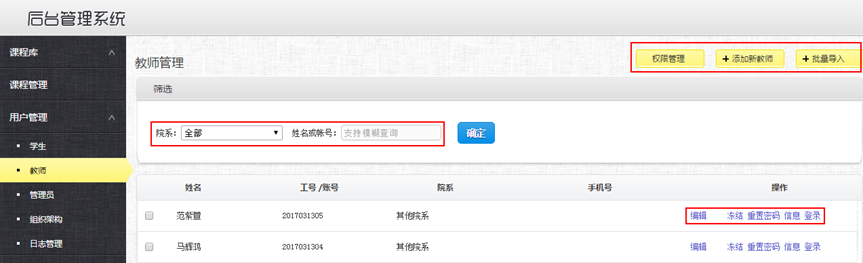 后台管理系统
课程库
课程管理
用户管理
学生
教师
管理员
组织架构
日志管理
教师管理
权限管理 + 添加新教师 + 批量导入
筛选
院系: 全部 姓名或帐号: 支持模糊查询 确定
姓名 工号/账号 院系 手机号 操作
范紫萱 2017031305 其他院系 编辑 冻结 重置密码 信息 登录
马辉鸿 2017031304 其他院系 编辑 冻结 重置密码 信息 登录